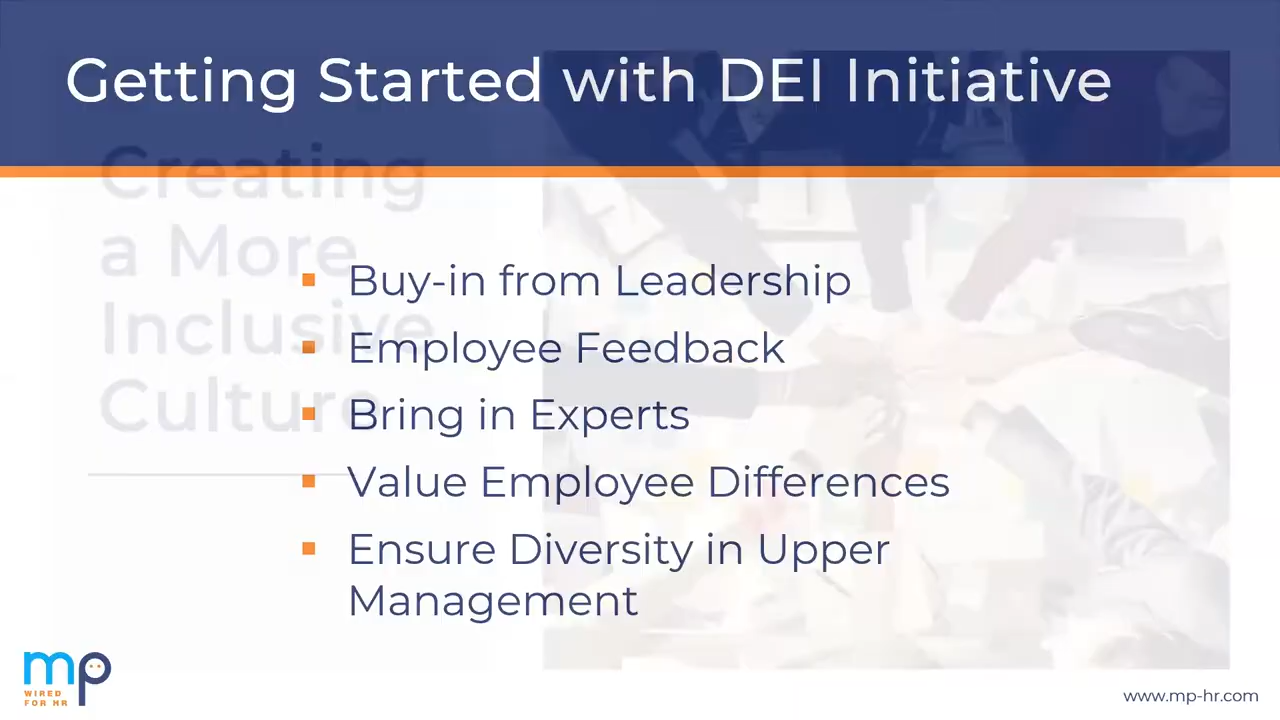 Getting Started with DEI Initiative
Creating
a More
Inclusive
Culture
▪ Buy-in from Leadership
▪ Employee Feedback
▪ Bring in Experts
▪ Value Employee Differences
▪ Ensure Diversity in Upper
Management
mp
WIRED
FOR HR
www.mp-hr.com